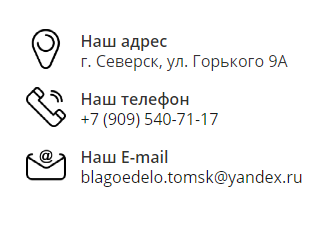 Наш адрес
г. Северск, ул. Горького 9А
Наш телефон
+7 (909) 540-71-17
Наш E-mail
blagoedelo.tomsk@yandex.ru